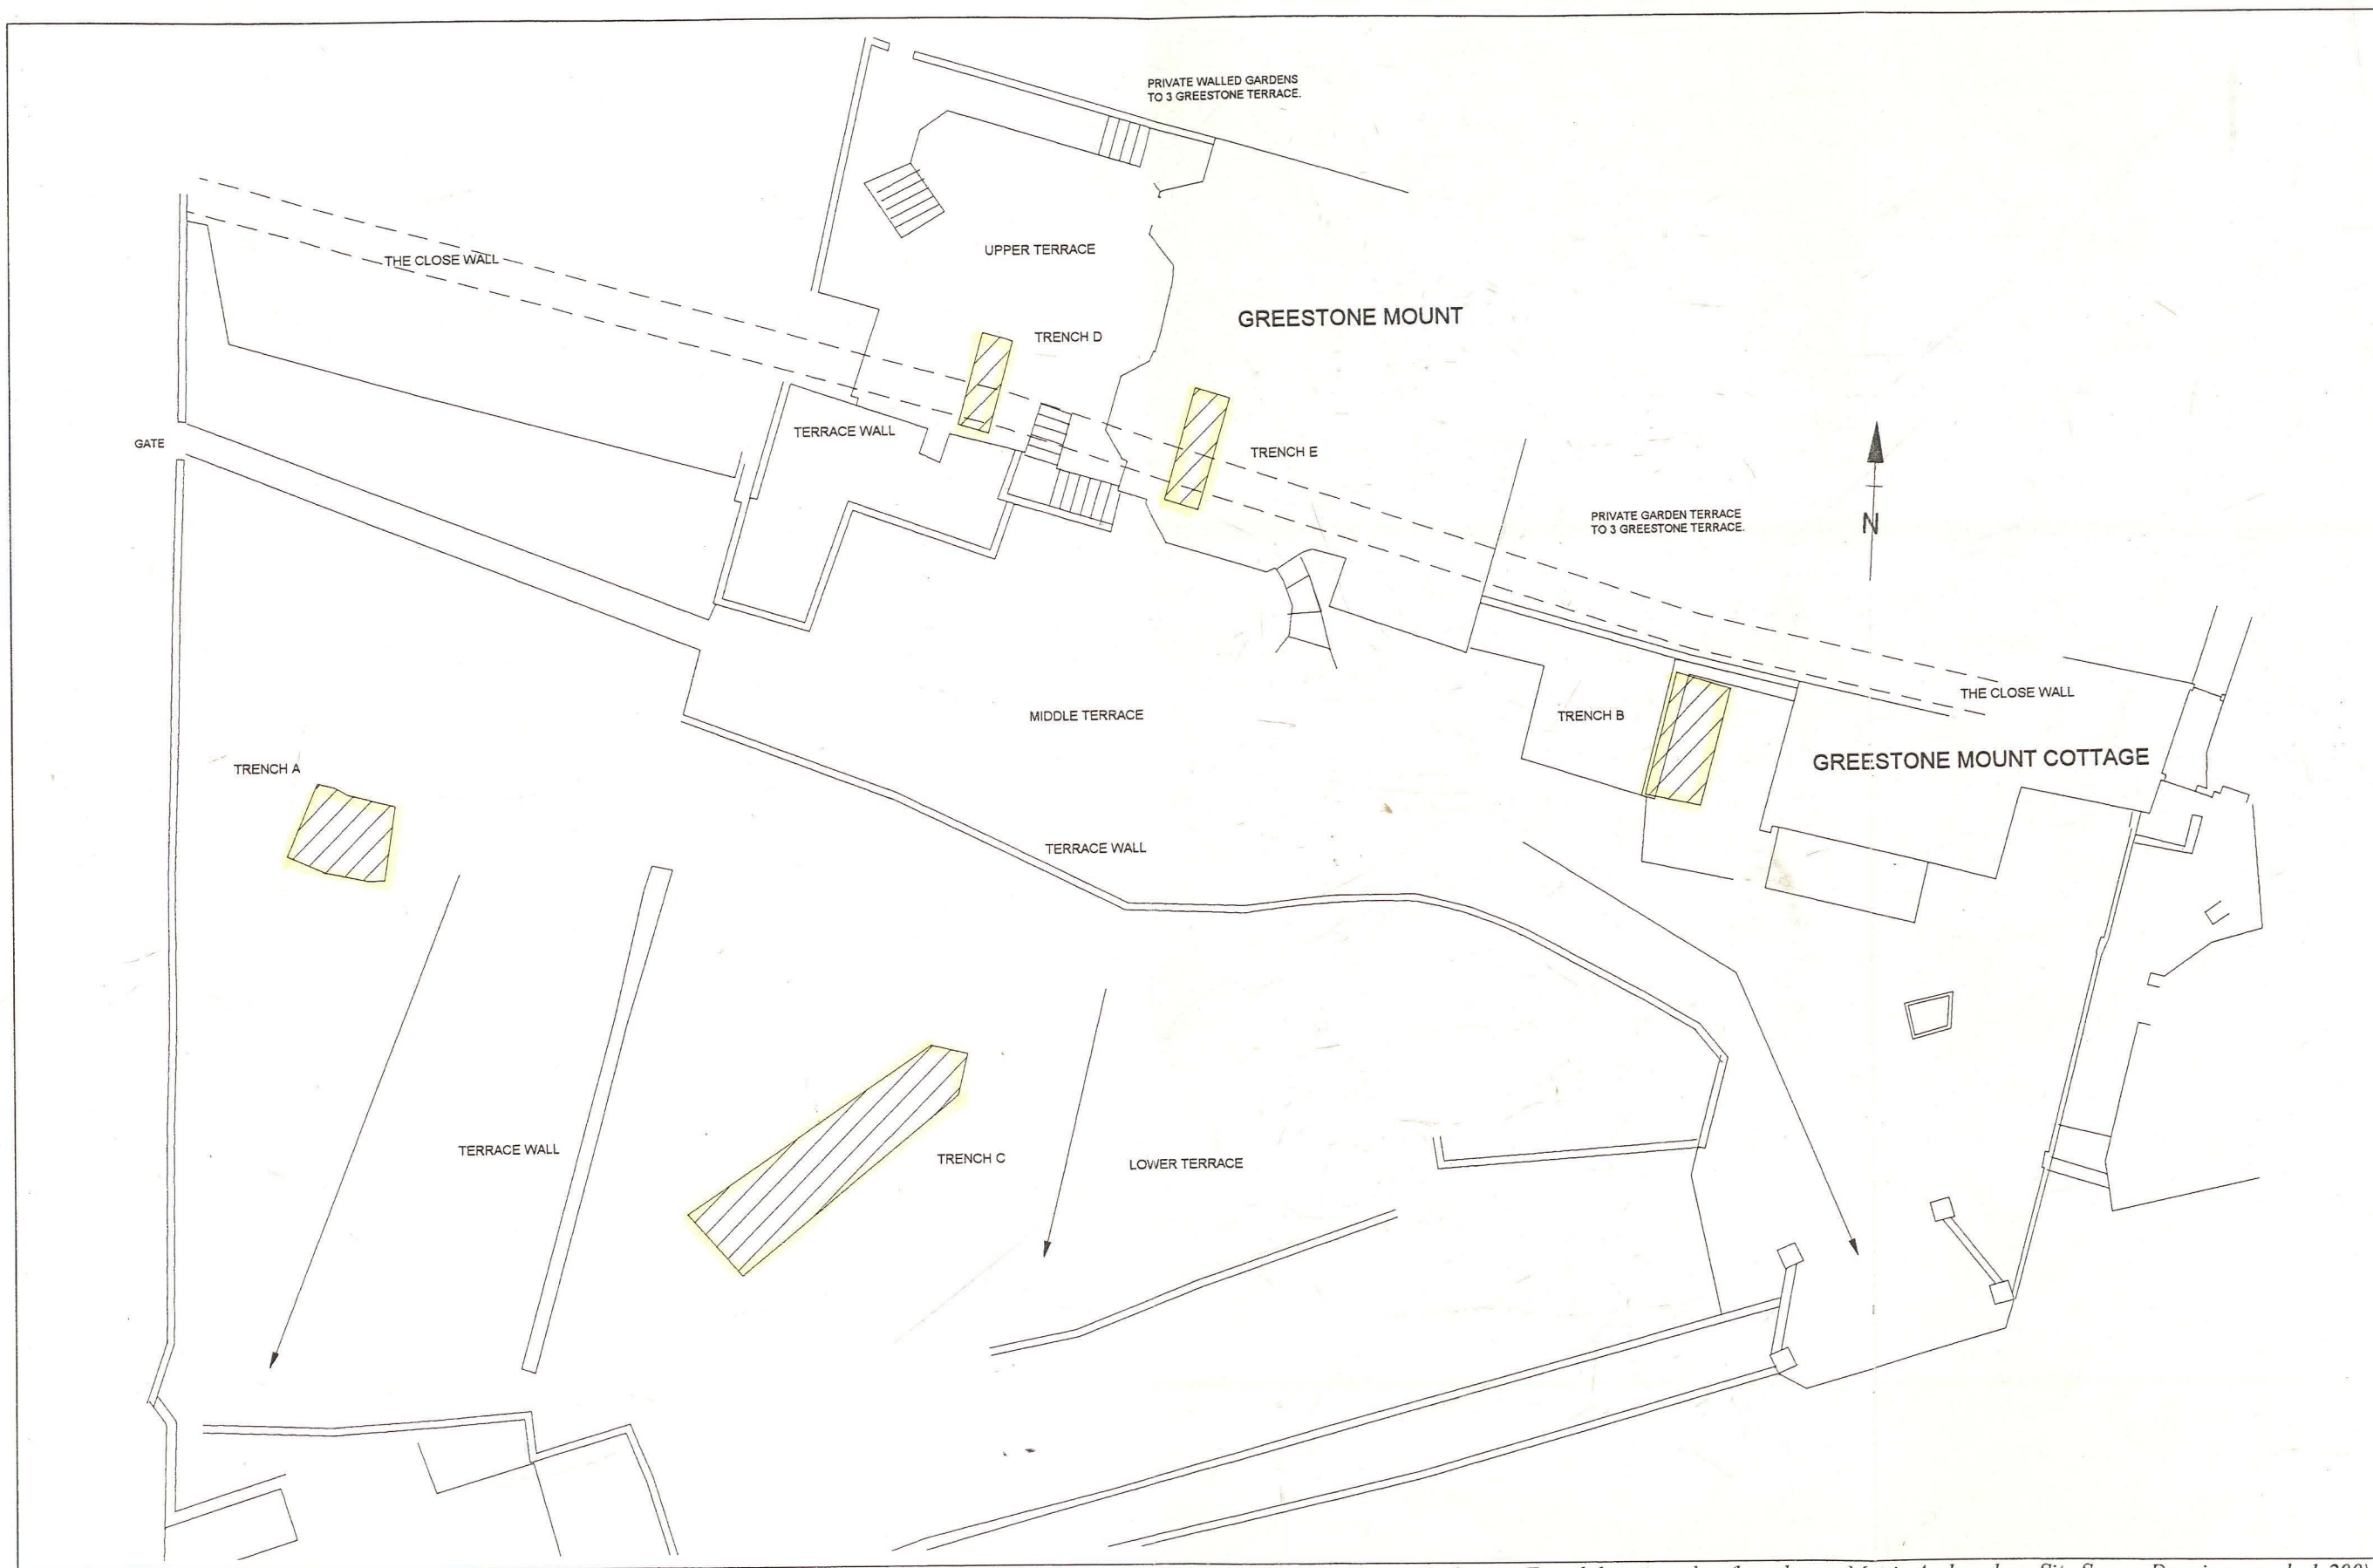 PRIVATE WALLED GARDENS
TO 3 GREESTONE TERRACE.
UPPER TERRACE
THE CLOSE WALL
GREESTONE MOUNT
TRENCH D
TERRACE WALL
GATE
TRENCH E
PRIVATE GARDEN TERRACE
TO 3 GREESTONE TERRACE.
N
THE CLOSE WALL
MIDDLE TERRACE
TRENCH B
GREESTONE MOUNT COTTAGE
TRENCH A
TERRACE WALL
TERRACE WALL
TRENCH C
LOWER TERRACE